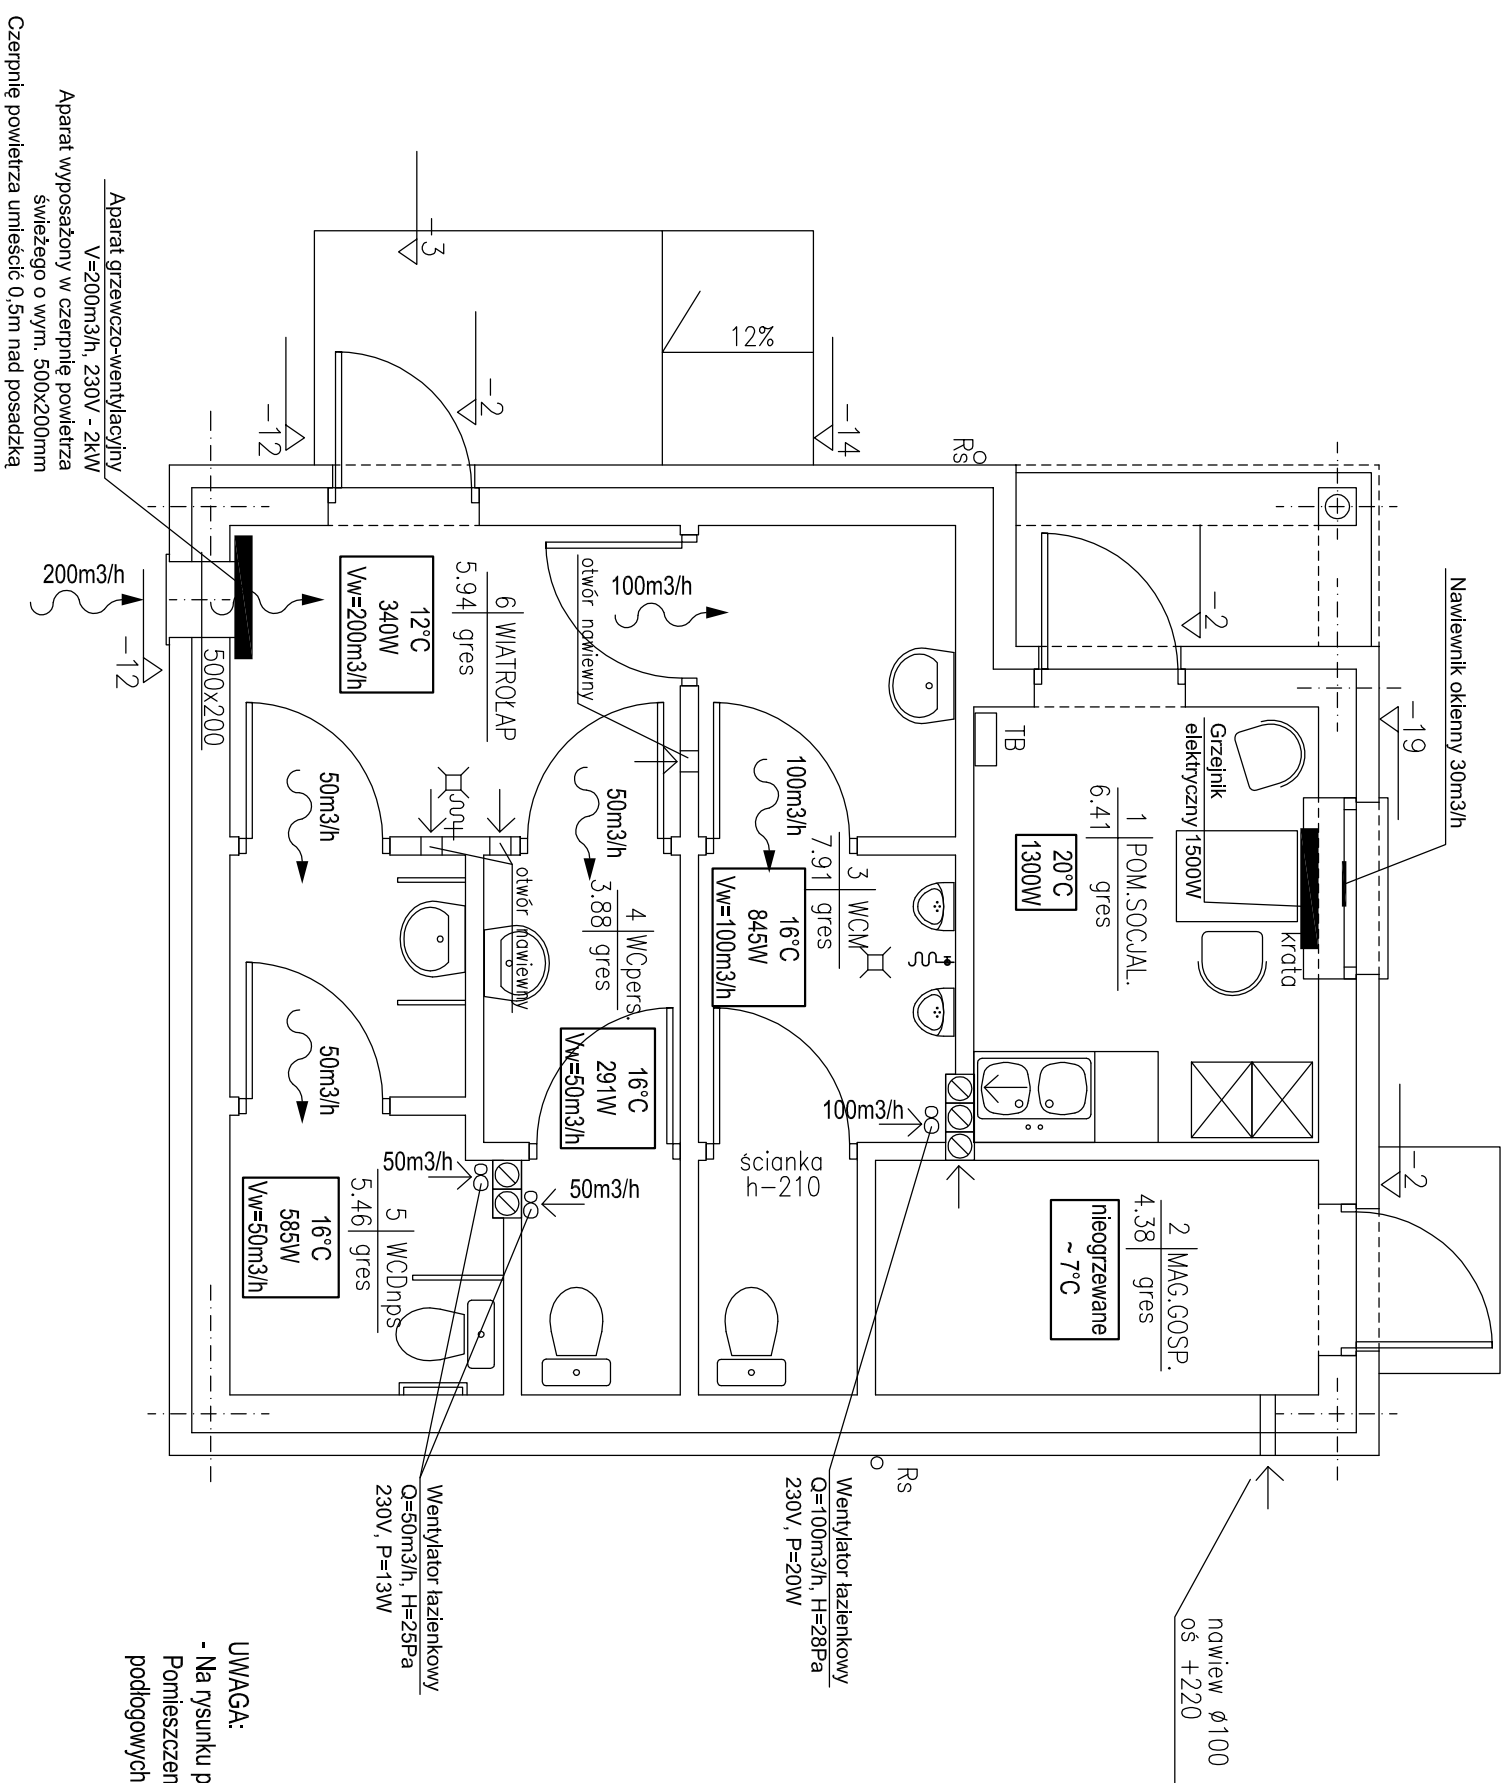 Nawiewnik okienny 30m3/h
-19
-2
-2
Rs
-14
12%
-2
-12
-3
TB
Grzejnik
elektryczny 1500W
krata
1 POM.SOCJAL.
6.41 gres
20°C
1300W
2 MAG.GOSP.
4.38 gres
nieogrzewane
~ 7°C
3 WCM
7.91 gres
16°C
845W
Vw=100m3/h
100m3/h
100m3/h
100m3/h
ścianka
h-210
otwór nawiewny
4 WCpers.
3.88 gres
16°C
291W
Vw=50m3/h
50m3/h
50m3/h
50m3/h
otwór nawiewny
6 WIATROŁAP
5.94 gres
12°C
340W
Vw=200m3/h
5 WCDnps
5.46 gres
16°C
585W
Vw=50m3/h
50m3/h
50m3/h
500x200
200m3/h
-12
Aparat grzewczo-wentylacyjny
V=200m3/h, 230V - 2kW
Aparat wyposażony w czerpnię powietrza
świeżego o wym. 500x200mm
Czerpnię powietrza umieścić 0,5m nad posadzką
Rs
nawiew Ø100
oś +220
Wentylator łazienkowy
Q=100m3/h, H=28Pa
230V, P=20W
Wentylator łazienkowy
Q=50m3/h, H=25Pa
230V, P=13W
UWAGA:
- Na rysunku p
Pomieszczen
podłogowych